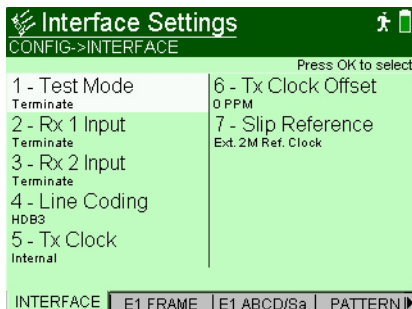 Interface Settings
CONFIG->INTERFACE
Press OK to select
1 - Test Mode
Terminate
2 - Rx 1 Input
Terminate
3 - Rx 2 Input
Terminate
4 - Line Coding
HDB3
5 - Tx Clock
Internal
6 - Tx Clock Offset
0 PPM
7 - Slip Reference
Ext. 2M Ref. Clock
INTERFACE
E1 FRAME
E1 ABCD/Sa
PATTERN